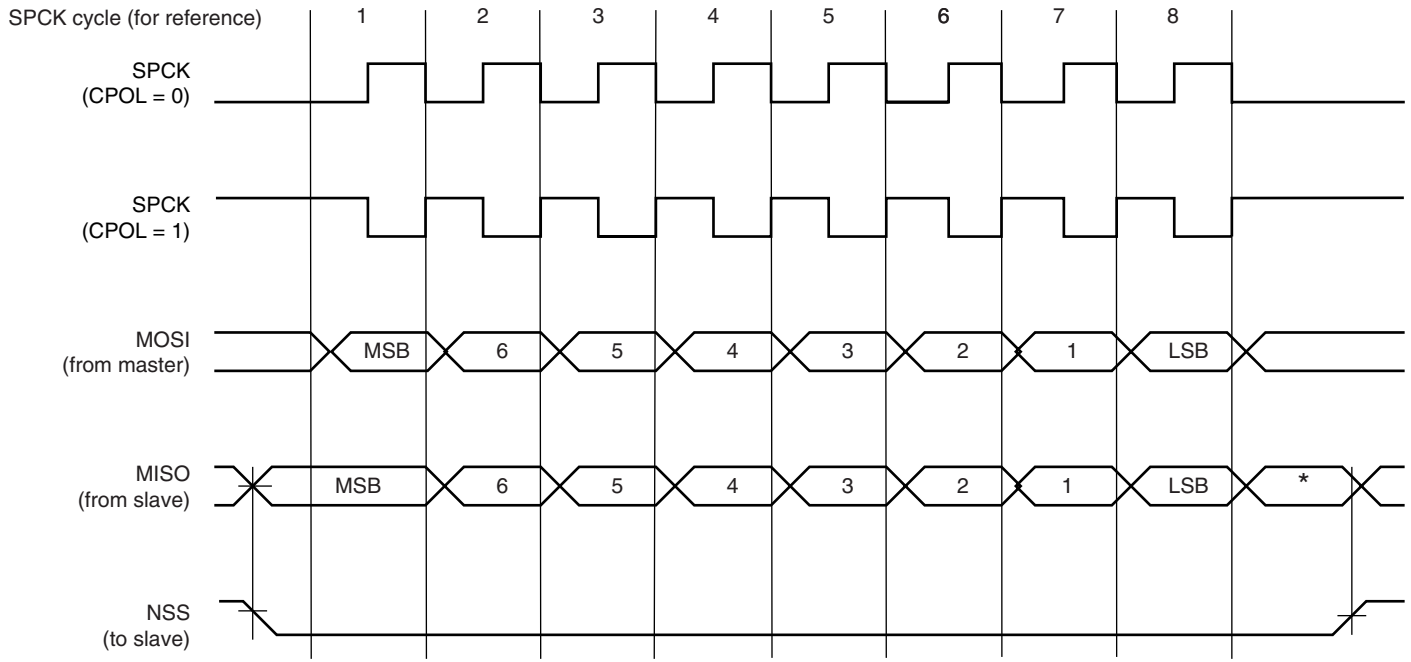 SPCK cycle (for reference) 1 2 3 4 5 6 7 8
SPCK
(CPOL = 0)
SPCK
(CPOL = 1)
MOSI
(from master)
MSB 6 5 4 3 2 1 LSB
MISO
(from slave)
MSB 6 5 4 3 2 1 LSB *
NSS
(to slave)